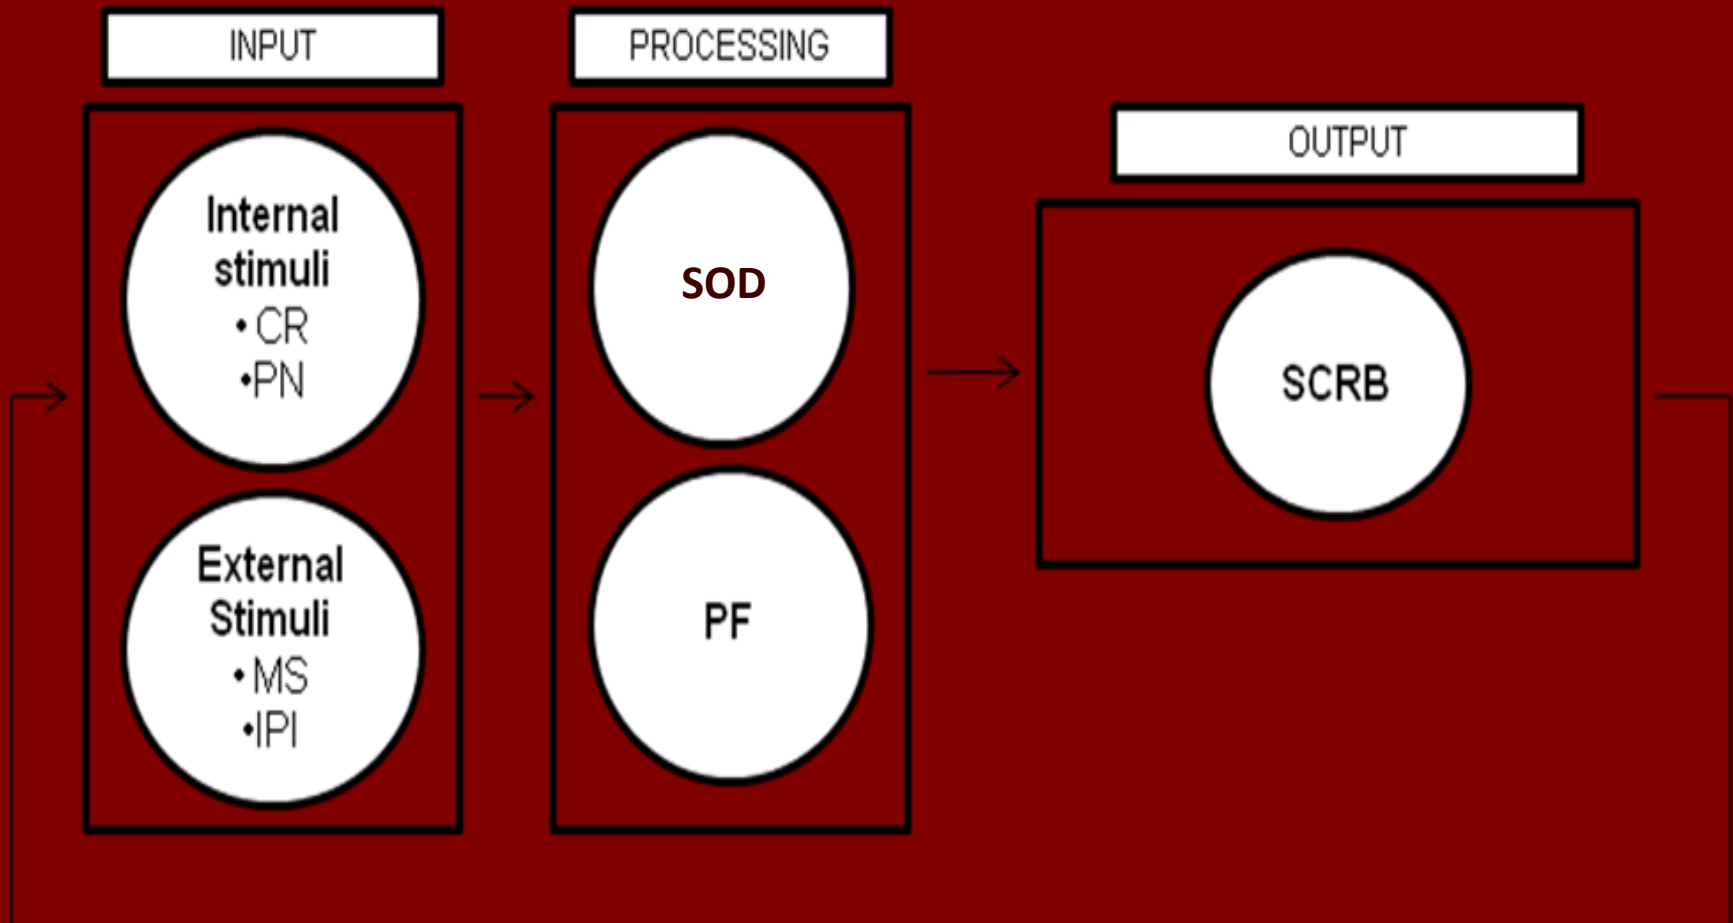 INPUT
Internal
stimuli
• CR
•PN
External
Stimuli
• MS
•IPI
PROCESSING
SOD
PF
OUTPUT
SCRB